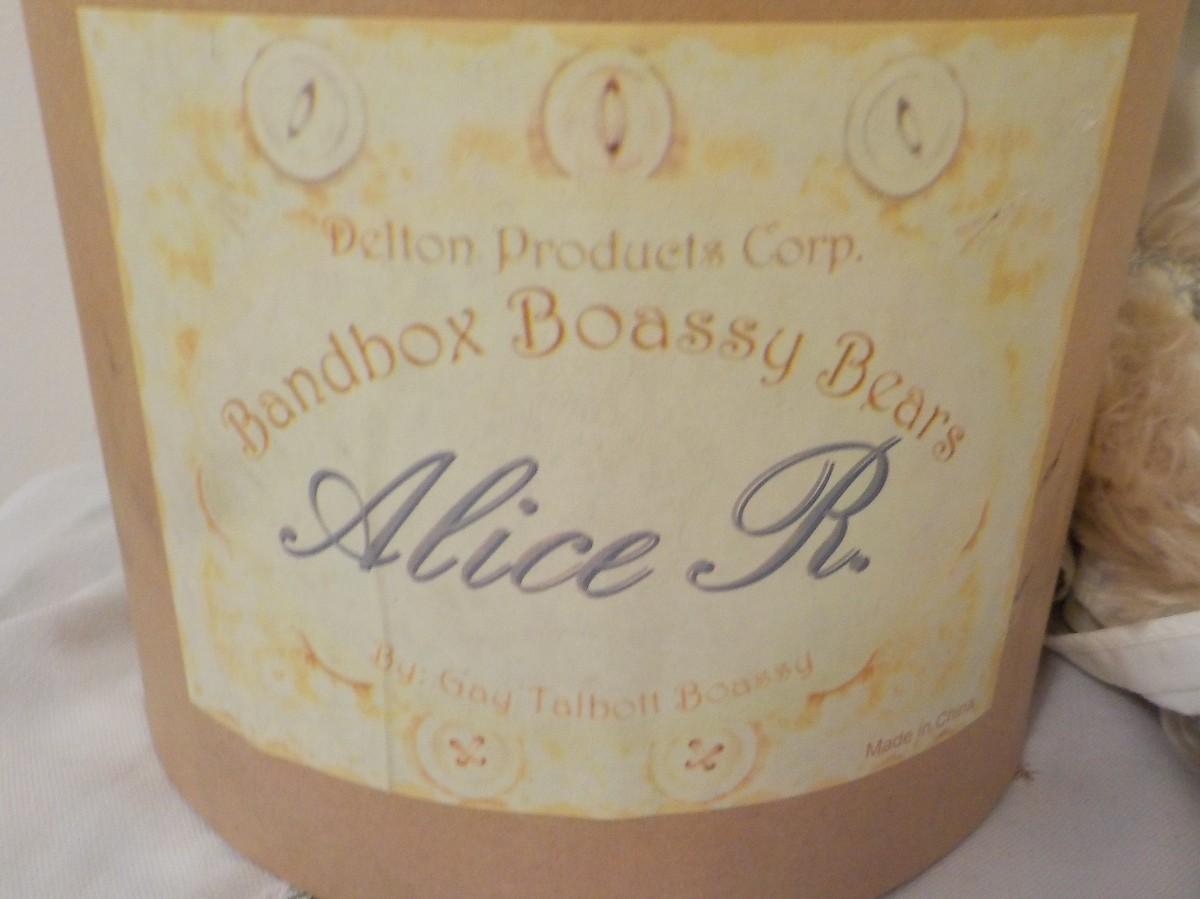 Delton Products Corp.
Bandbox Boassy Bears
Alice R.
By: Gay Talbott Boassy
Made in China